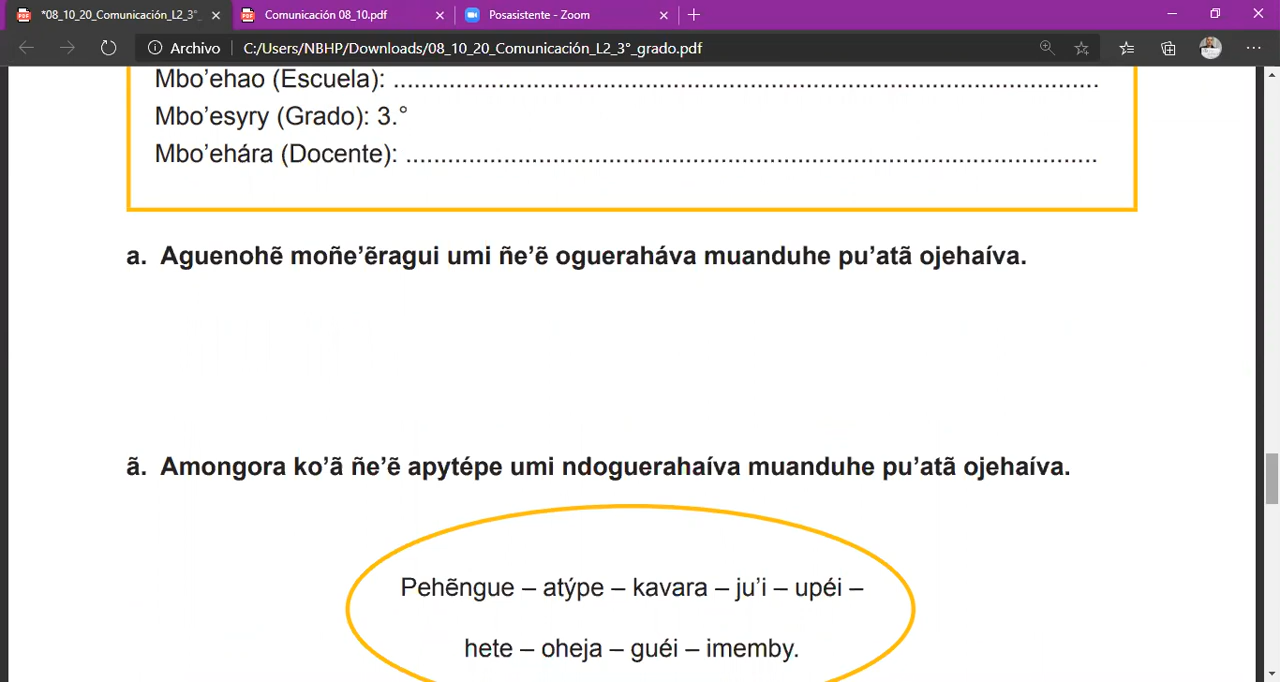 *08_10_20_Comunicación_L2_3°_
Comunicación 08_10.pdf
Posasistente - Zoom
Archivo
C:/Users/NBHP/Downloads/08_10_20_Comunicación_L2_3°_grado.pdf
Mbo’ehao (Escuela): ....................................................................................................
Mbo’esyry (Grado): 3.°
Mbo’ehára (Docente): ..................................................................................................
a. Aguenohẽ moñe’ẽragui umi ñe’ẽ ogueraháva muanduhe pu’atã ojehaíva.
ã. Amongora ko’ã ñe’ẽ apytépe umi ndoguerahaíva muanduhe pu’atã ojehaíva.
Pehẽngue – atýpe – kavara – ju’i – upéi –
hete – oheja – guéi – imemby.